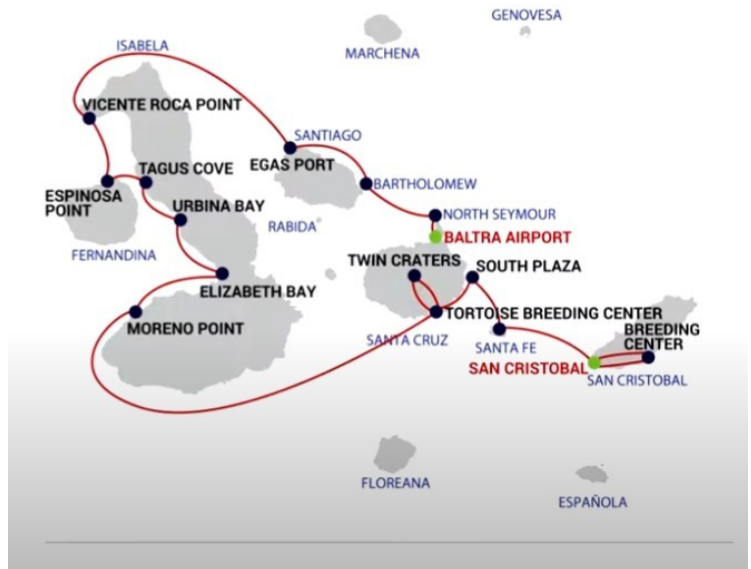 GENOVESA
ISABELA
MARCHENA
VICENTE ROCA POINT
SANTIAGO
EGAS PORT
TAGUS COVE
BARTHOLOMEW
ESPINOSA
POINT
URBINA BAY
NORTH SEYMOUR
RABIDA
BALTRA AIRPORT
FERNANDINA
TWIN CRATERS
SOUTH PLAZA
ELIZABETH BAY
MORENO POINT
TORTOISE BREEDING CENTER
SANTA CRUZ
SANTA FE
BREEDING
CENTER
SAN CRISTOBAL
SAN CRISTOBAL
FLOREANA
ESPAÑOLA